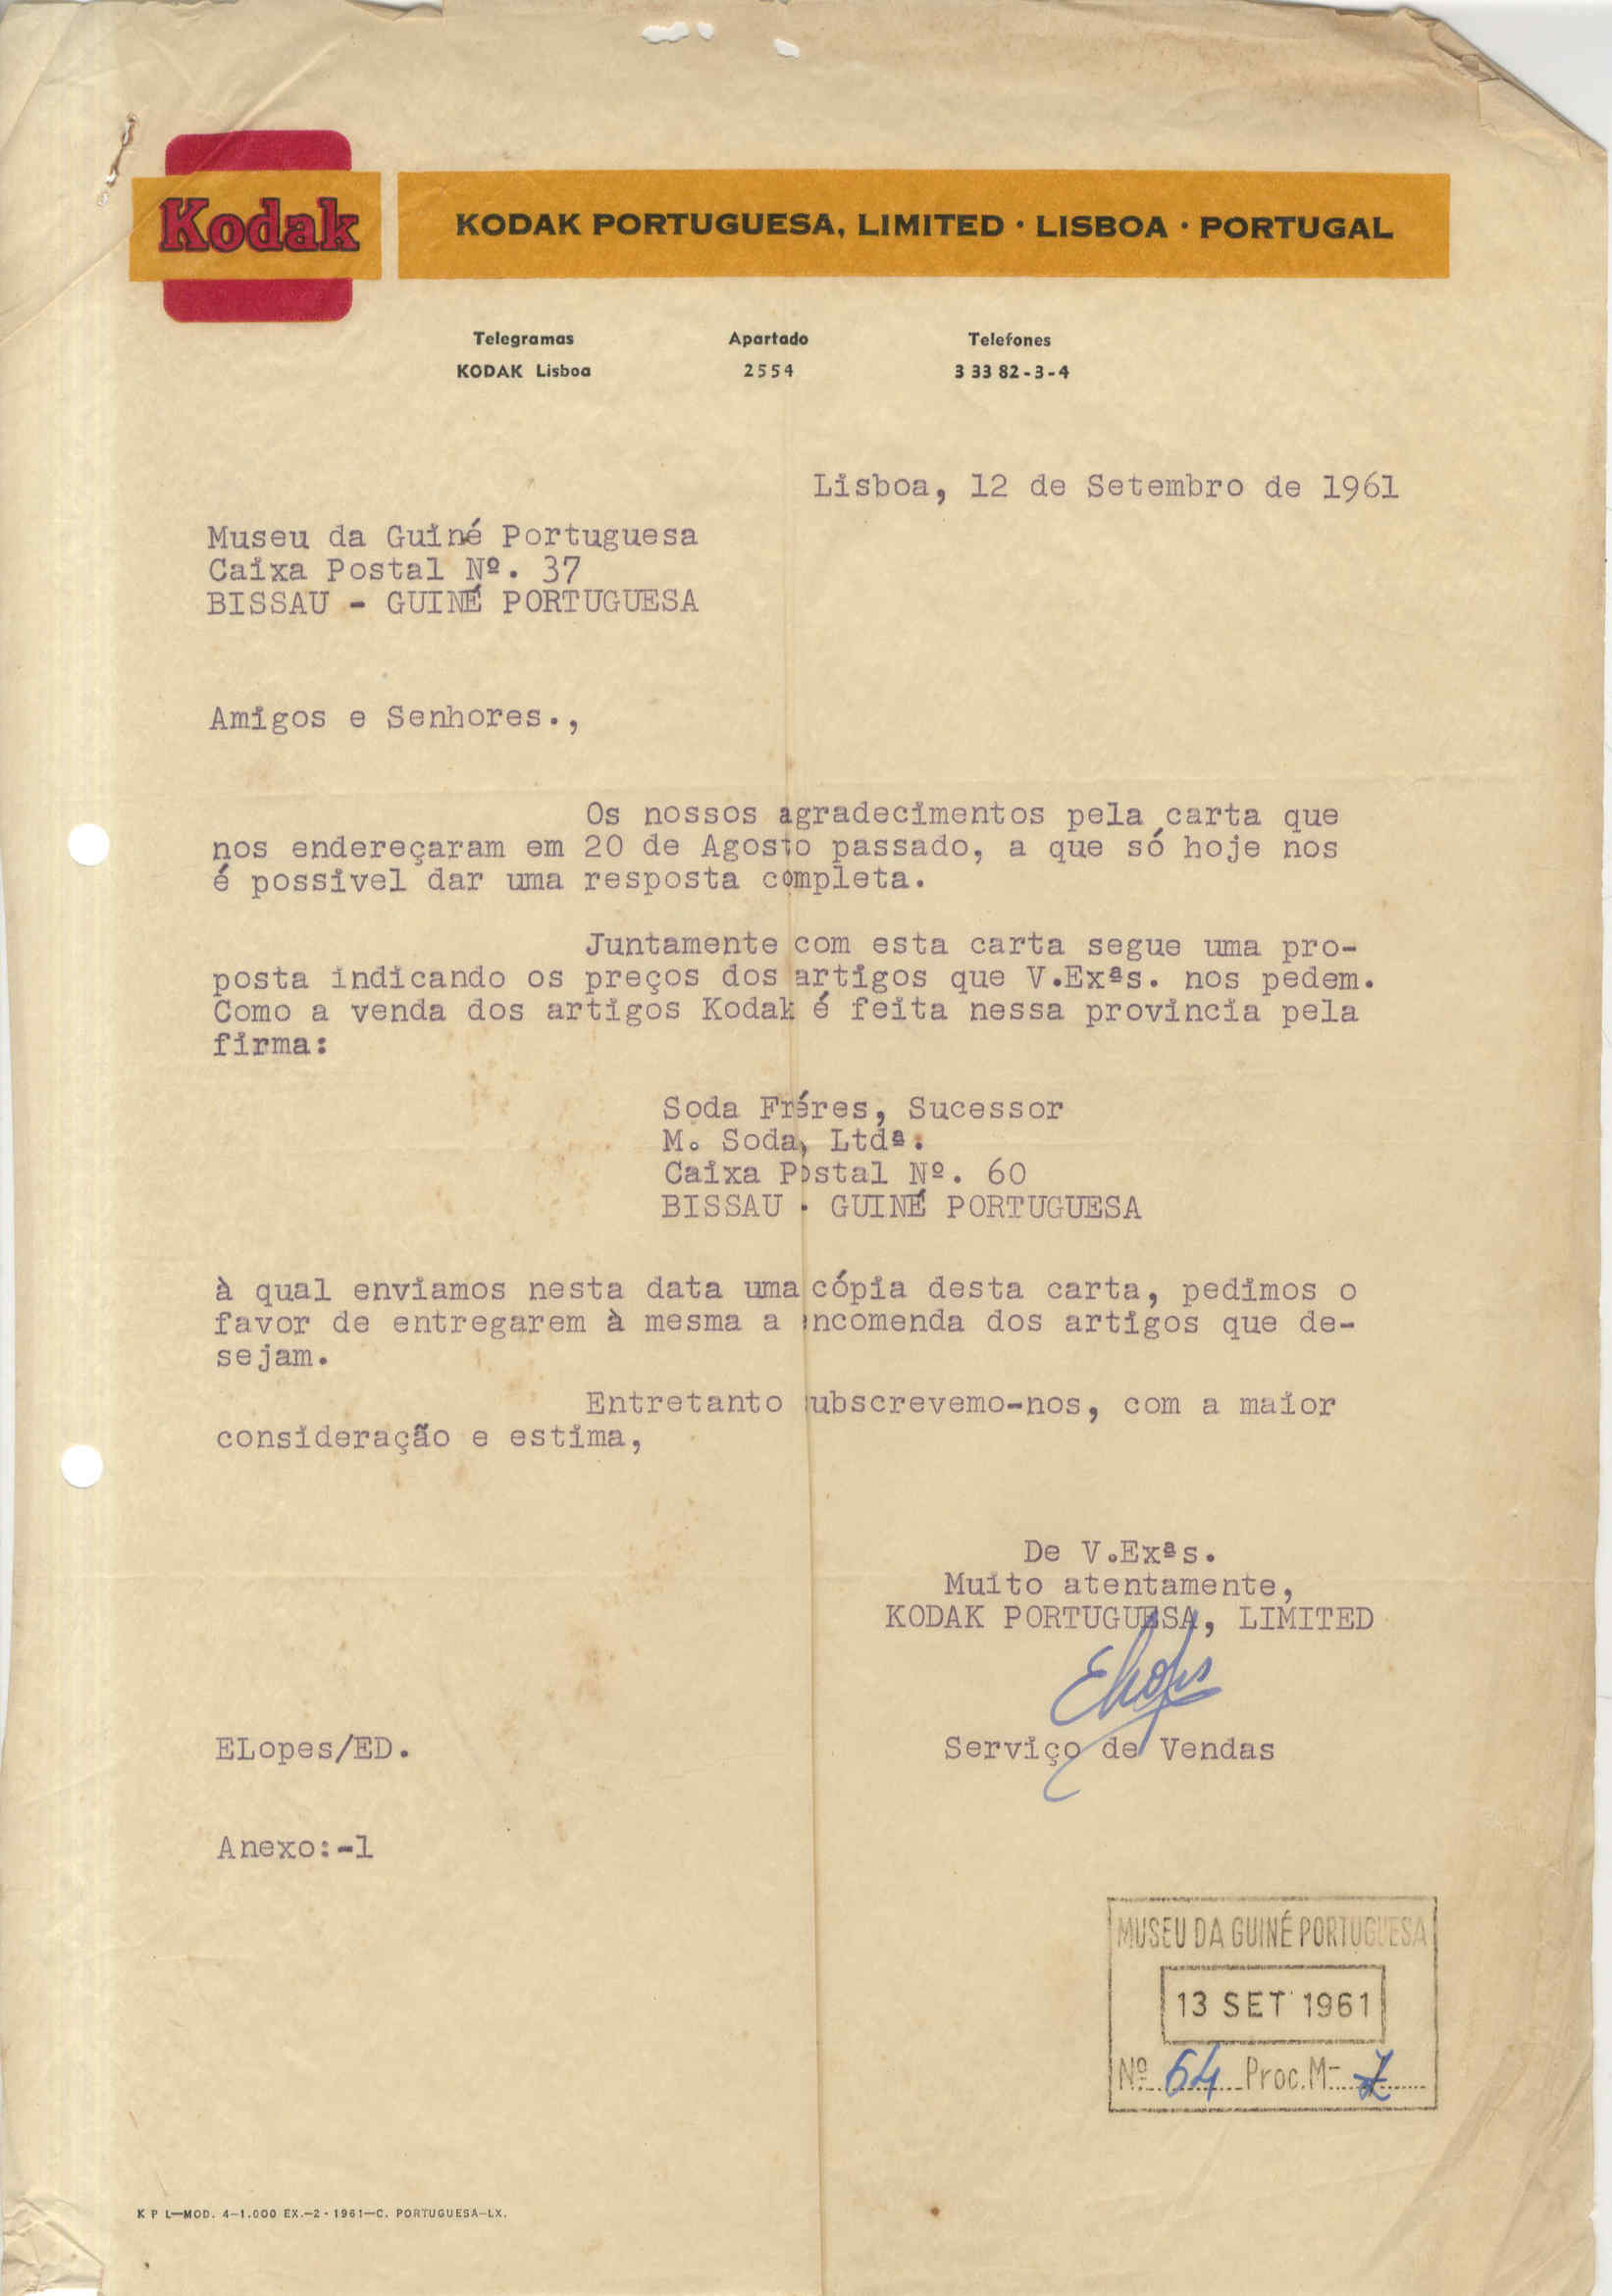 Kodak
KODAK PORTUGUESA, LIMITED · LISBOA · PORTUGAL
Telegramas Apartado Telefones
KODAK Lisboa 2554 3 33 82-3-4
Lisboa, 12 de Setembro de 1961
Museu da Guiné Portuguesa
Caixa Postal Nº. 37
BISSAU - GUINÉ PORTUGUESA
Amigos e Senhores.,
Os nossos agradecimentos pela carta que
nos endereçaram em 20 de Agosto passado, a que só hoje nos
é possivel dar uma resposta completa.
Juntamente com esta carta segue uma pro-
posta indicando os preços dos artigos que V.Exªs. nos pedem.
Como a venda dos artigos Kodak é feita nessa provincia pela
firma:
Soda Fréres, Sucessor
M. Soda, Ltdª.
Caixa Postal Nº. 60
BISSAU - GUINÉ PORTUGUESA
à qual enviamos nesta data uma cópia desta carta, pedimos o
favor de entregarem à mesma a encomenda dos artigos que de-
sejam.
Entretanto subscrevemo-nos, com a maior
consideração e estima,
De V.Exªs.
Muito atentamente,
KODAK PORTUGUESA, LIMITED
ELopes/ED.
Serviço de Vendas
Anexo:-1
MUSEU DA GUINÉ PORTUGUESA
13 SET 1961
Nº 64 Proc. M-7
K P L—MOD. 4—1.000 EX.—2-1961—C. PORTUGUESA—LX.